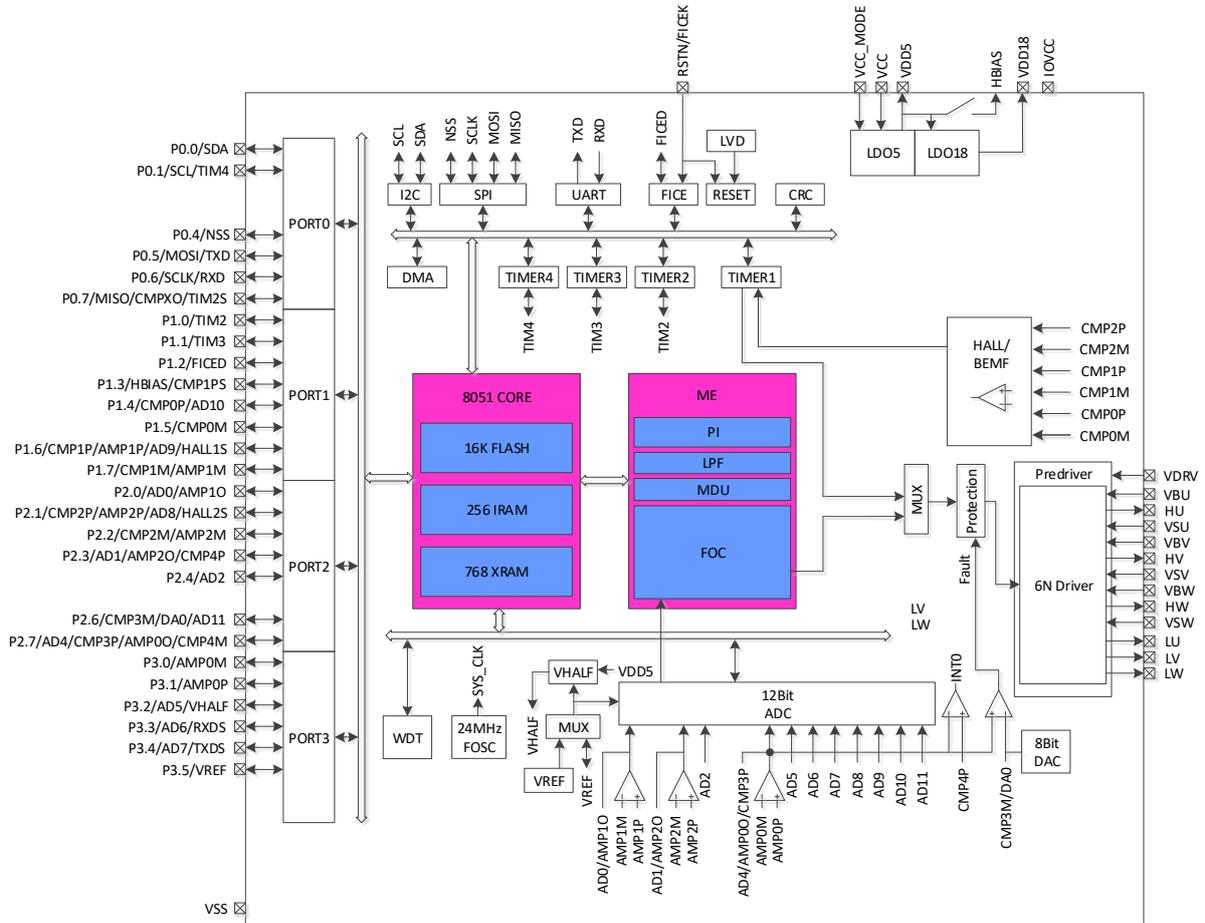 RSTN/FICEK
VCC_MODE
VCC
VDD5
HBIAS
VDD18
IOVCC
P0.0/SDA
P0.1/SCL/TIM4
P0.4/NSS
P0.5/MOSI/TXD
P0.6/SCLK/RXD
P0.7/MISO/CMPXO/TIM2S
P1.0/TIM2
P1.1/TIM3
P1.2/FICED
P1.3/HBIAS/CMP1PS
P1.4/CMP0P/AD10
P1.5/CMP0M
P1.6/CMP1P/AMP1P/AD9/HALL1S
P1.7/CMP1M/AMP1M
P2.0/AD0/AMP1O
P2.1/CMP2P/AMP2P/AD8/HALL2S
P2.2/CMP2M/AMP2M
P2.3/AD1/AMP2O/CMP4P
P2.4/AD2
P2.6/CMP3M/DA0/AD11
P2.7/AD4/CMP3P/AMP0O/CMP4M
P3.0/AMP0M
P3.1/AMP0P
P3.2/AD5/VHALF
P3.3/AD6/RXDS
P3.4/AD7/TXDS
P3.5/VREF
VSS
PORT0
PORT1
PORT2
PORT3
SCL
SDA
NSS
SCLK
MOSI
MISO
TXD
RXD
FICED
LVD
I2C
SPI
UART
FICE
RESET
CRC
LDO5
LDO18
DMA
TIMER4
TIMER3
TIMER2
TIMER1
TIM4
TIM3
TIM2
HALL/
BEMF
CMP2P
CMP2M
CMP1P
CMP1M
CMP0P
CMP0M
8051 CORE
16K FLASH
256 IRAM
768 XRAM
ME
PI
LPF
MDU
FOC
MUX
Protection
Fault
Predriver
6N Driver
VDRV
VBU
HU
VSU
VBV
HV
VSV
VBW
HW
VSW
LU
LV
LW
LV
LW
WDT
SYS_CLK
24MHz
FOSC
VHALF
VDD5
VHALF
MUX
VREF
VREF
12Bit
ADC
AD0/AMP1O
AMP1M
AMP1P
AD1/AMP2O
AMP2M
AMP2P
AD2
AD4/AMP0O/CMP3P
AMP0M
AMP0P
AD5
AD6
AD7
AD8
AD9
AD10
AD11
INT0
CMP4P
CMP3M/DA0
8Bit
DAC